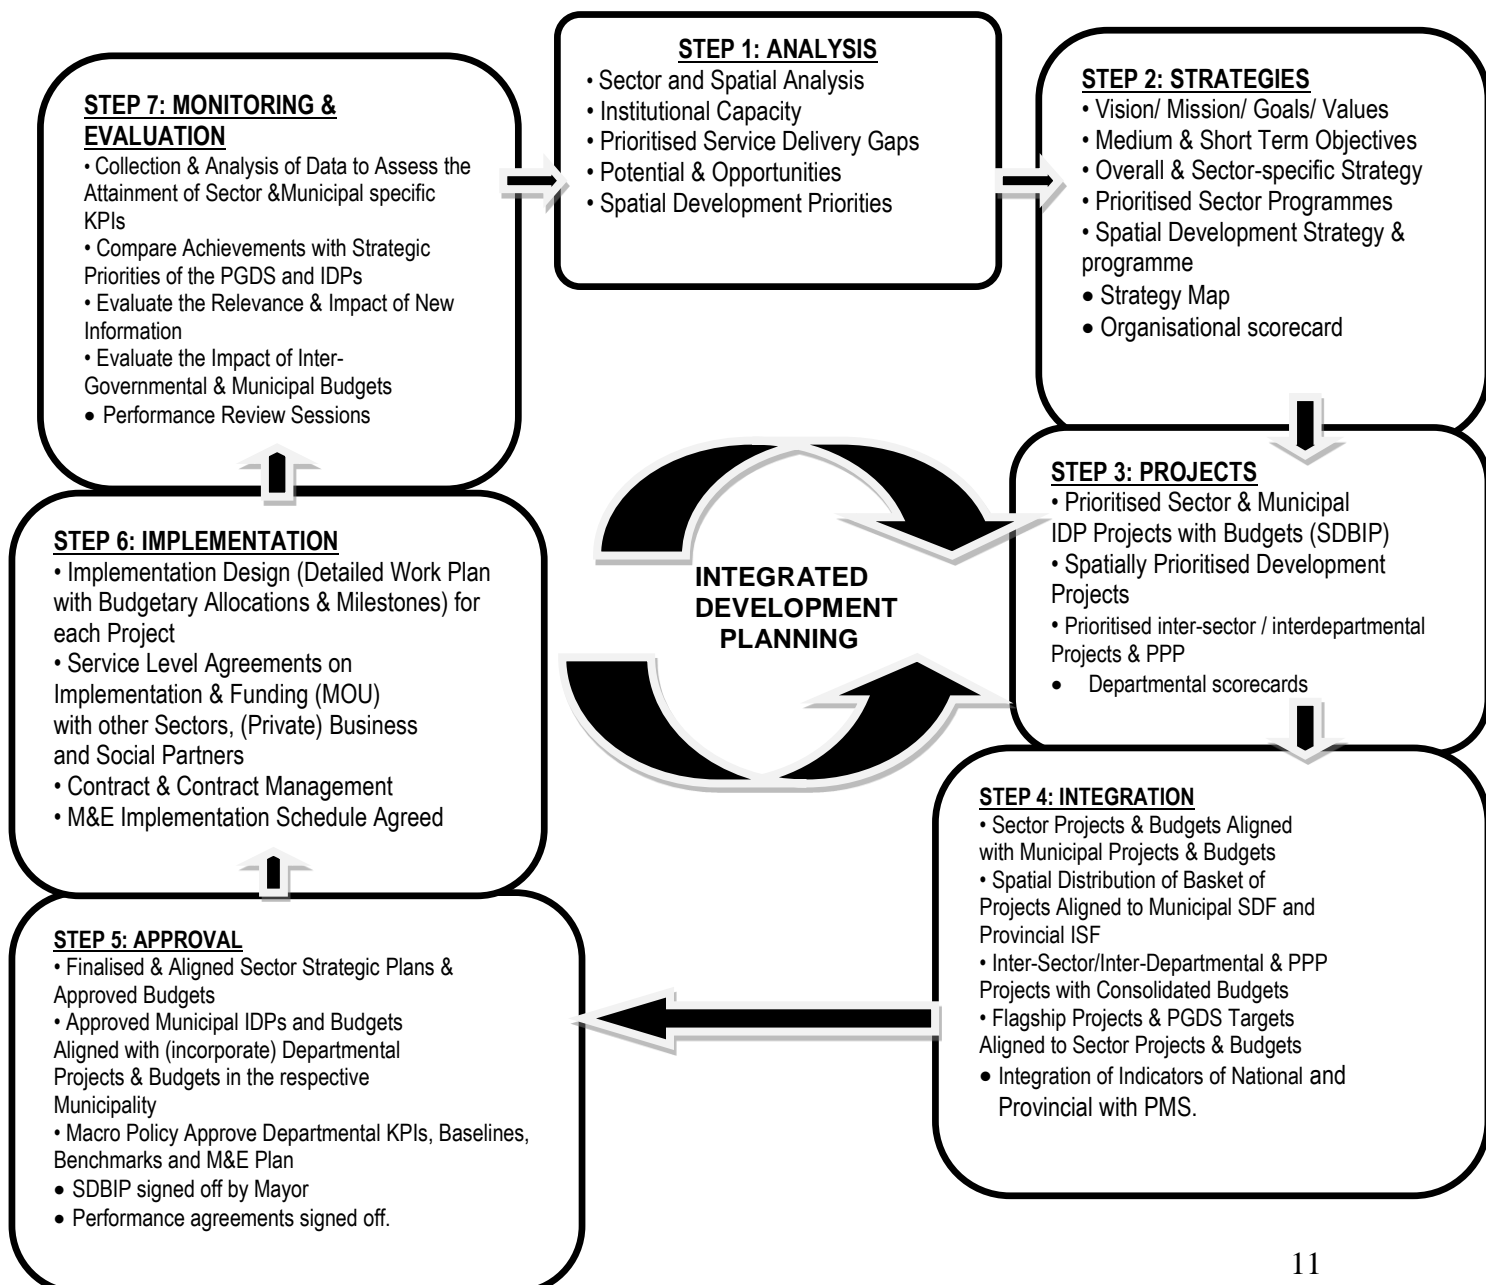 STEP 1: ANALYSIS
• Sector and Spatial Analysis
• Institutional Capacity
• Prioritised Service Delivery Gaps
• Potential & Opportunities
• Spatial Development Priorities
STEP 2: STRATEGIES
• Vision/ Mission/ Goals/ Values
• Medium & Short Term Objectives
• Overall & Sector-specific Strategy
• Prioritised Sector Programmes
• Spatial Development Strategy &
programme
• Strategy Map
• Organisational scorecard
STEP 3: PROJECTS
• Prioritised Sector & Municipal
IDP Projects with Budgets (SDBIP)
• Spatially Prioritised Development
Projects
• Prioritised inter-sector / interdepartmental
Projects & PPP
• Departmental scorecards
STEP 4: INTEGRATION
• Sector Projects & Budgets Aligned
with Municipal Projects & Budgets
• Spatial Distribution of Basket of
Projects Aligned to Municipal SDF and
Provincial ISF
• Inter-Sector/Inter-Departmental & PPP
Projects with Consolidated Budgets
• Flagship Projects & PGDS Targets
Aligned to Sector Projects & Budgets
• Integration of Indicators of National and
Provincial with PMS.
STEP 5: APPROVAL
• Finalised & Aligned Sector Strategic Plans &
Approved Budgets
• Approved Municipal IDPs and Budgets
Aligned with (incorporate) Departmental
Projects & Budgets in the respective
Municipality
• Macro Policy Approve Departmental KPIs, Baselines,
Benchmarks and M&E Plan
• SDBIP signed off by Mayor
• Performance agreements signed off.
STEP 6: IMPLEMENTATION
• Implementation Design (Detailed Work Plan
with Budgetary Allocations & Milestones) for
each Project
• Service Level Agreements on
Implementation & Funding (MOU)
with other Sectors, (Private) Business
and Social Partners
• Contract & Contract Management
• M&E Implementation Schedule Agreed
STEP 7: MONITORING &
EVALUATION
• Collection & Analysis of Data to Assess the
Attainment of Sector &Municipal specific
KPIs
• Compare Achievements with Strategic
Priorities of the PGDS and IDPs
• Evaluate the Relevance & Impact of New
Information
• Evaluate the Impact of Inter-
Governmental & Municipal Budgets
• Performance Review Sessions
INTEGRATED
DEVELOPMENT
PLANNING
11